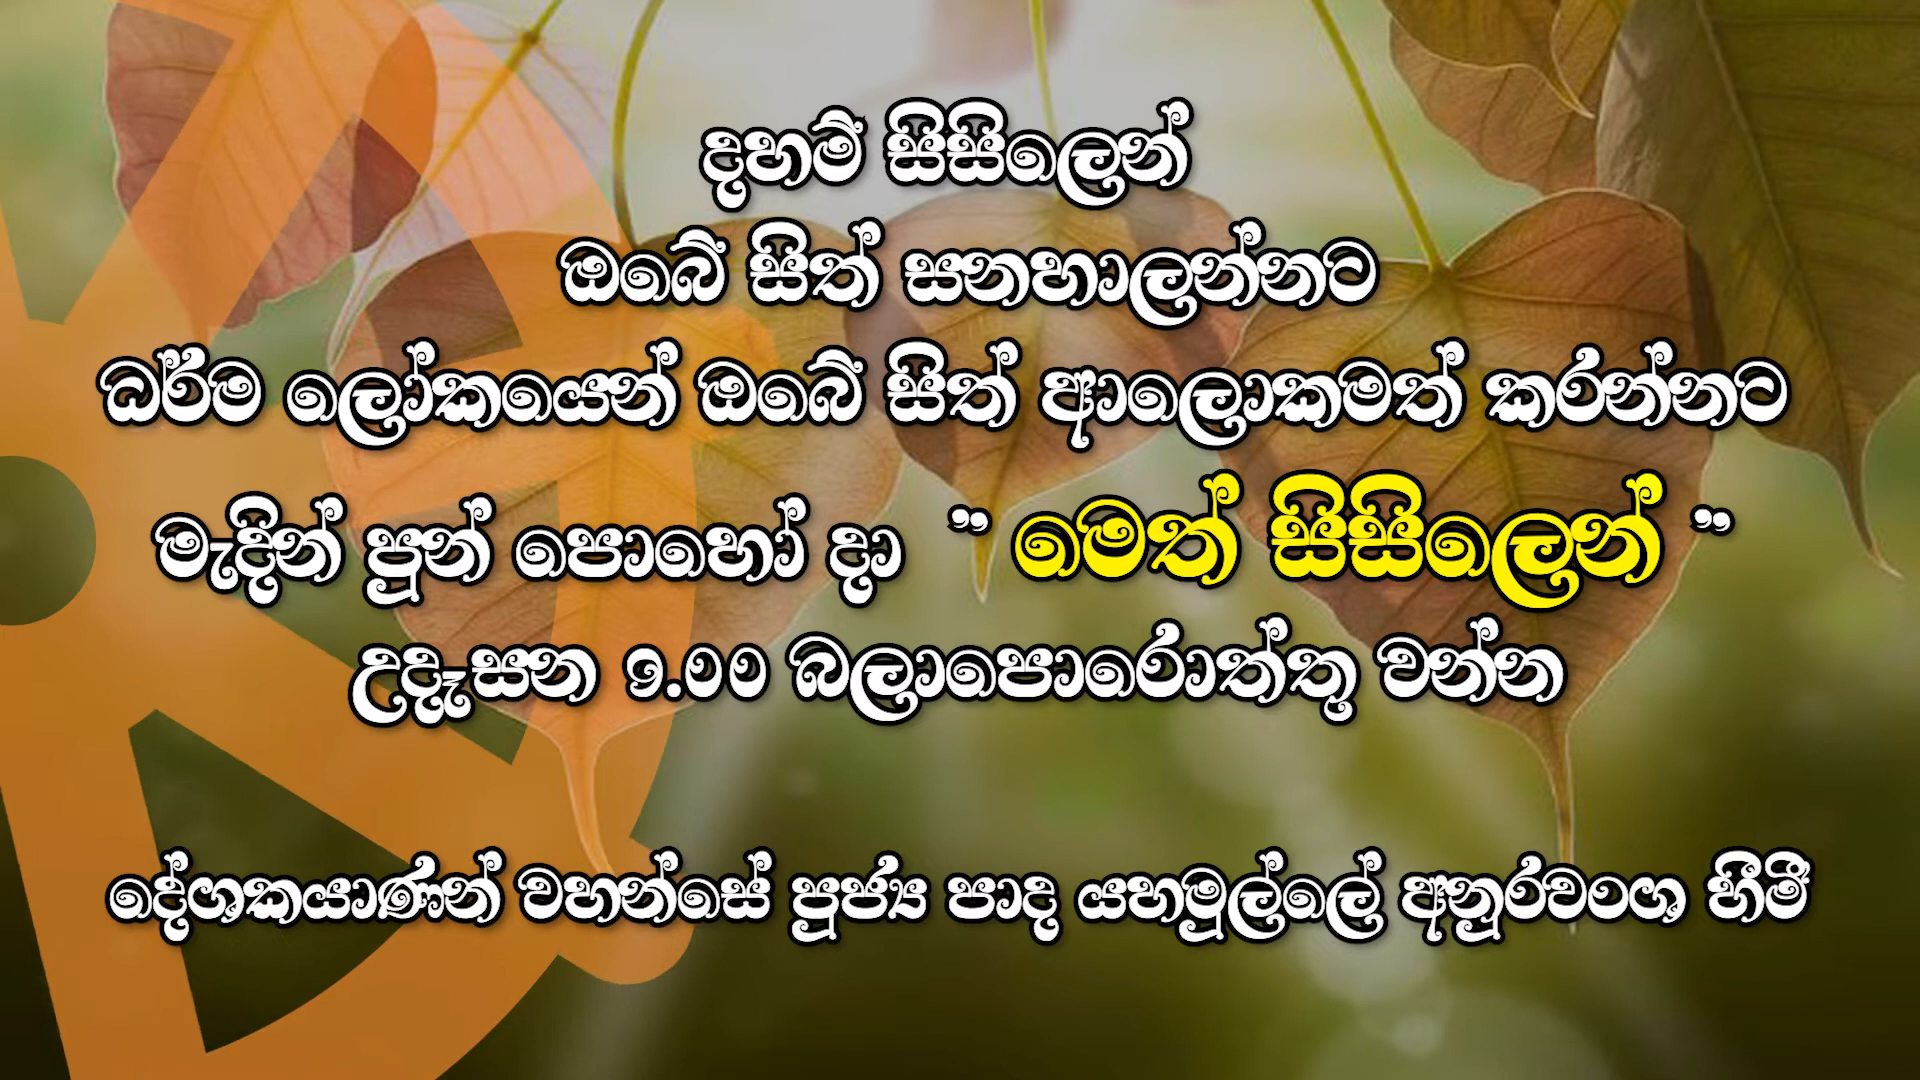 දහම් සිසිලෙන්
ඔබේ සිත් සනහාලන්නට
ධර්ම ලෝකයෙන් ඔබේ සිත් ආලොකමත් කරන්නට
මැදින් පුන් පොහෝ දා " මෙත් සිසිලෙන් "
උදෑසන 9.00 බලාපොරොත්තු වන්න
දේශකයාණන් වහන්සේ පූජ්‍ය පාද යහමුල්ලේ අනුරවංශ හිමි